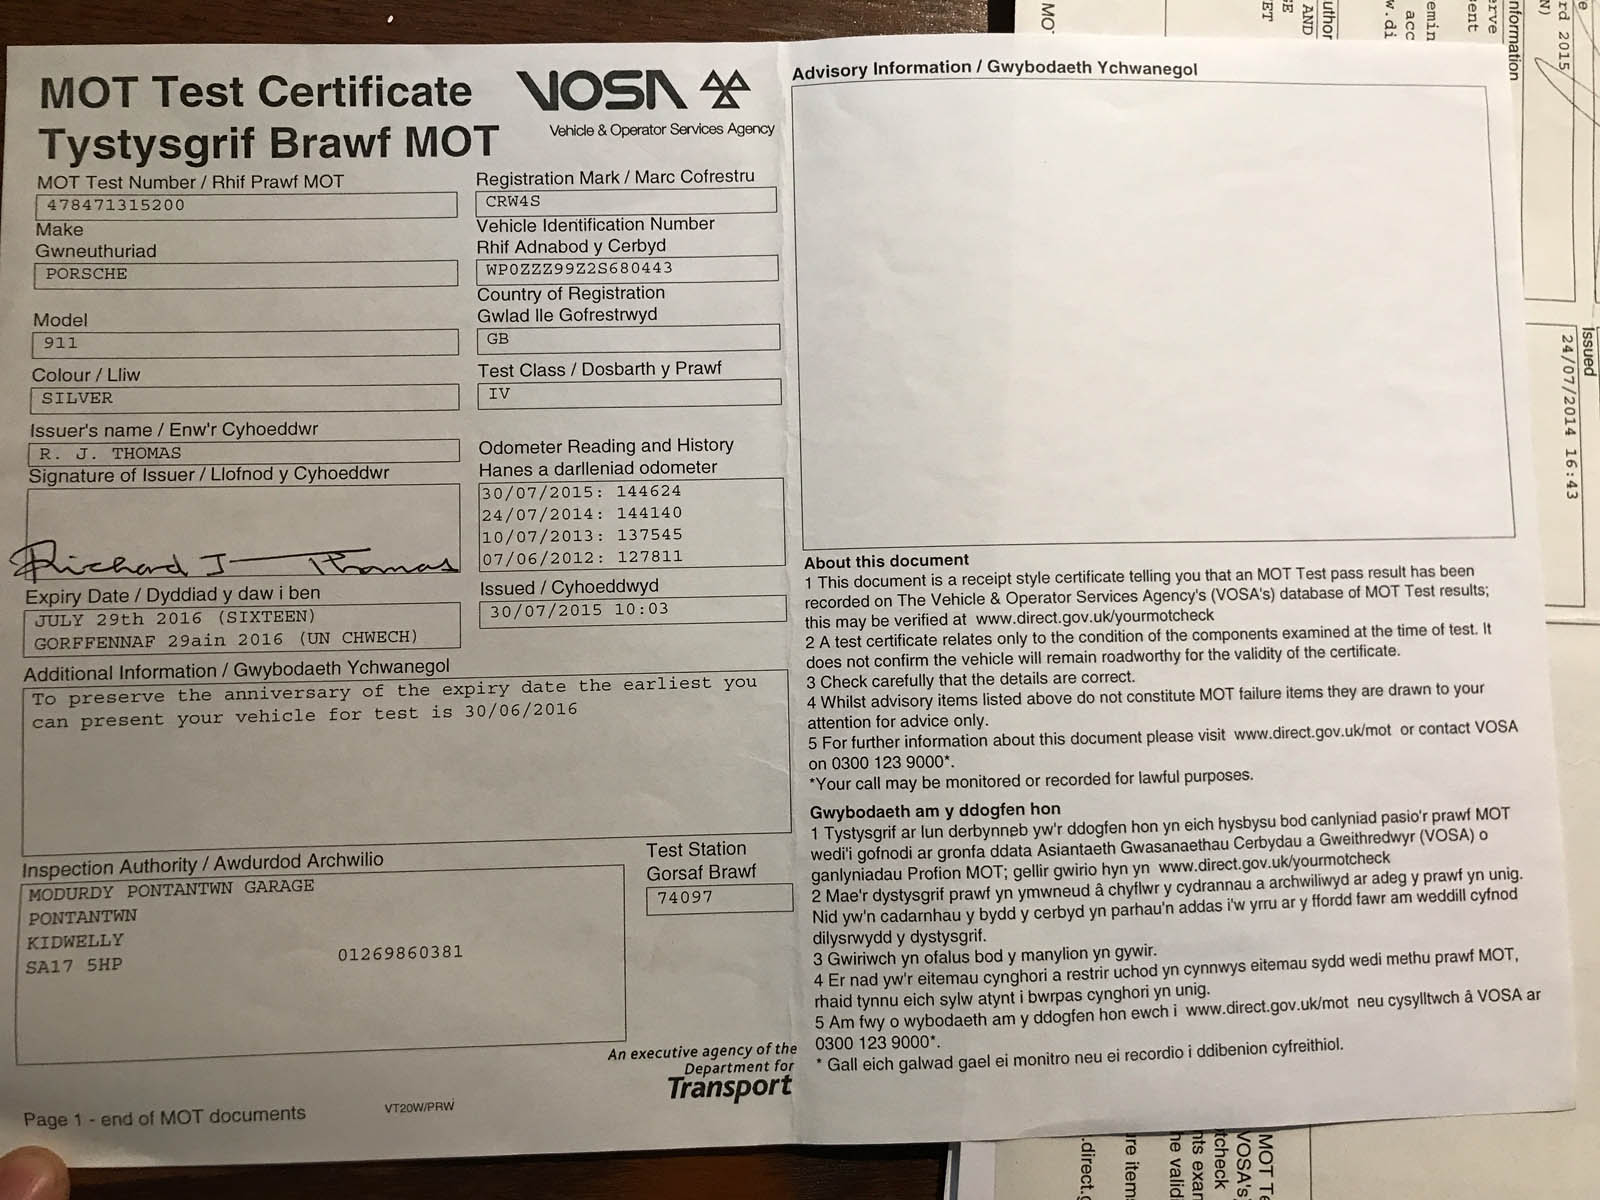 MOT Test Certificate
Tystysgrif Brawf MOT
VOSA
Vehicle & Operator Services Agency
MOT Test Number / Rhif Prawf MOT
478471315200
Make
Gwneuthuriad
PORSCHE
Model
911
Colour / Lliw
SILVER
Issuer's name / Enw'r Cyhoeddwr
R. J. THOMAS
Signature of Issuer / Llofnod y Cyhoeddwr
Richard J Thomas
Expiry Date / Dyddiad y daw i ben
JULY 29th 2016 (SIXTEEN)
GORFFENNAF 29ain 2016 (UN CHWECH)
Registration Mark / Marc Cofrestru
CRW4S
Vehicle Identification Number
Rhif Adnabod y Cerbyd
WP0ZZZ99Z2S680443
Country of Registration
Gwlad lle Gofrestrwyd
GB
Test Class / Dosbarth y Prawf
IV
Odometer Reading and History
Hanes a darlleniad odometer
30/07/2015: 144624
24/07/2014: 144140
10/07/2013: 137545
07/06/2012: 127811
Issued / Cyhoeddwyd
30/07/2015 10:03
Additional Information / Gwybodaeth Ychwanegol
To preserve the anniversary of the expiry date the earliest you
can present your vehicle for test is 30/06/2016
Inspection Authority / Awdurdod Archwilio
MODURDY PONTANTWN GARAGE
PONTANTWN
KIDWELLY
SA17 5HP
01269860381
Test Station
Gorsaf Brawf
74097
An executive agency of the
Department for
Transport
Page 1 - end of MOT documents
VT20W/PRW
Advisory Information / Gwybodaeth Ychwanegol
About this document
1 This document is a receipt style certificate telling you that an MOT Test pass result has been
recorded on The Vehicle & Operator Services Agency's (VOSA's) database of MOT Test results;
this may be verified at www.direct.gov.uk/yourmotcheck
2 A test certificate relates only to the condition of the components examined at the time of test. It
does not confirm the vehicle will remain roadworthy for the validity of the certificate.
3 Check carefully that the details are correct.
4 Whilst advisory items listed above do not constitute MOT failure items they are drawn to your
attention for advice only.
5 For further information about this document please visit www.direct.gov.uk/mot or contact VOSA
on 0300 123 9000*.
*Your call may be monitored or recorded for lawful purposes.
Gwybodaeth am y ddogfen hon
1 Tystysgrif ar lun derbynneb yw'r ddogfen hon yn eich hysbysu bod canlyniad pasio'r prawf MOT
wedi'i gofnodi ar gronfa ddata Asiantaeth Gwasanaethau Cerbydau a Gweithredwyr (VOSA) o
ganlyniadau Profion MOT; gellir gwirio hyn yn www.direct.gov.uk/yourmotcheck
2 Mae'r dystysgrif prawf yn ymwneud â chyflwr y cydrannau a archwiliwyd ar adeg y prawf yn unig.
Nid yw'n cadarnhau y bydd y cerbyd yn parhau'n addas i'w yrru ar y ffordd fawr am weddill cyfnod
dilysrwydd y dystysgrif.
3 Gwiriwch yn ofalus bod y manylion yn gywir.
4 Er nad yw'r eitemau cynghori a restrir uchod yn cynnwys eitemau sydd wedi methu prawf MOT,
rhaid tynnu eich sylw atynt i bwrpas cynghori yn unig.
5 Am fwy o wybodaeth am y ddogfen hon ewch i www.direct.gov.uk/mot neu cysylltwch â VOSA ar
0300 123 9000*.
* Gall eich galwad gael ei monitro neu ei recordio i ddibenion cyfreithiol.
Issued
24/07/2014 16:43